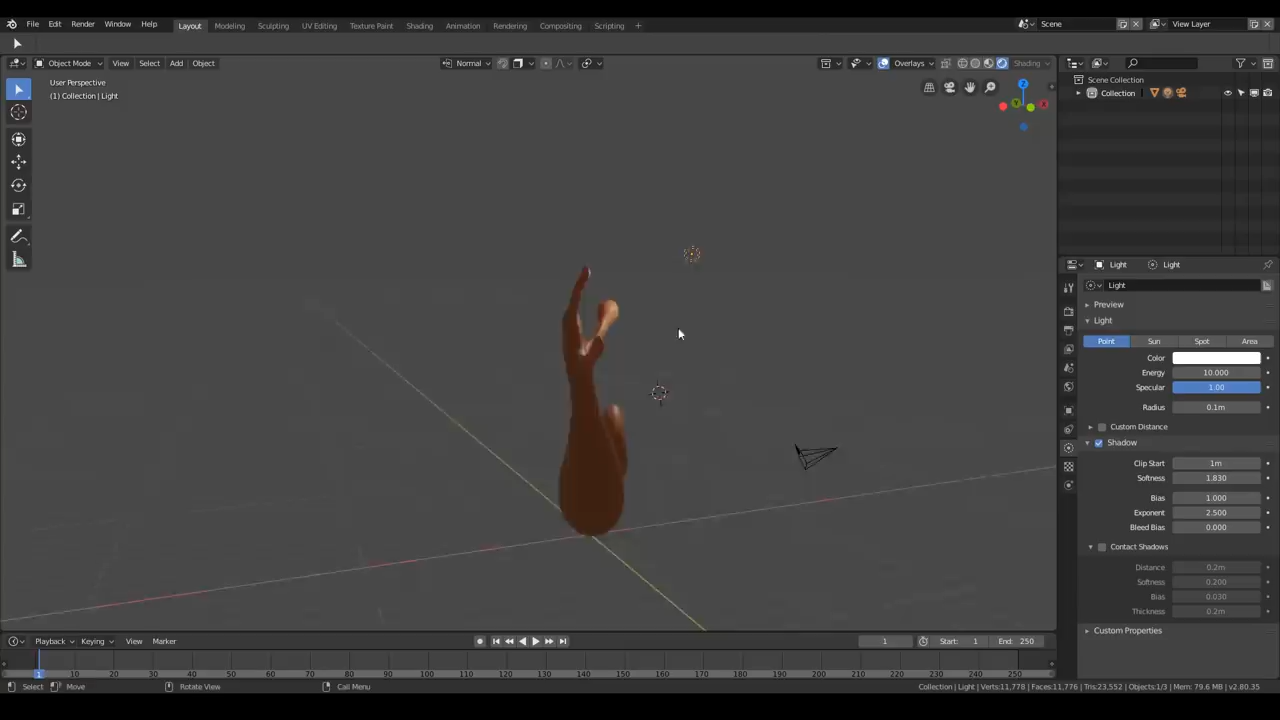 File Edit Render Window Help Layout Modeling Sculpting UV Editing Texture Paint Shading Animation Rendering Compositing Scripting + Scene View Layer
Object Mode View Select Add Object Normal Overlays Shading
User Perspective
(1) Collection | Light
Z
Y
X
Scene Collection
Collection
Light Light
Light
Preview
Light
Point Sun Spot Area
Color
Energy 10.000
Specular 1.00
Radius 0.1m
Custom Distance
Shadow
Clip Start 1m
Softness 1.830
Bias 1.000
Exponent 2.500
Bleed Bias 0.000
Contact Shadows
Distance 0.2m
Softness 0.200
Bias 0.030
Thickness 0.2m
Custom Properties
Playback Keying View Marker 1 Start: 1 End: 250
1 10 20 30 40 50 60 70 80 90 100 110 120 130 140 150 160 170 180 190 200 210 220 230 240 250
Select Move Rotate View Call Menu Collection | Light | Verts:11,778 | Faces:11,776 | Tris:23,552 | Objects:1/3 | Mem: 79.6 MB | v2.80.35